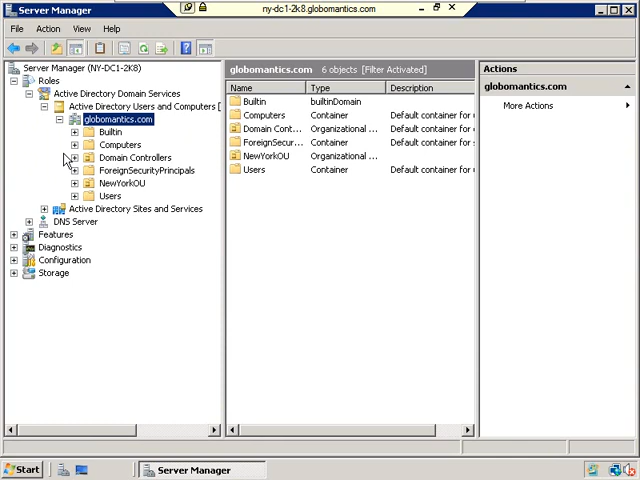 Server Manager
ny-dc1-2k8.globomantics.com
File Action View Help
Server Manager (NY-DC1-2K8)
Roles
Active Directory Domain Services
Active Directory Users and Computers [
globomantics.com
Builtin
Computers
Domain Controllers
ForeignSecurityPrincipals
NewYorkOU
Users
Active Directory Sites and Services
DNS Server
Features
Diagnostics
Configuration
Storage
globomantics.com 6 objects [Filter Activated]
Name Type Description
Builtin builtinDomain
Computers Container Default container for
Domain Cont... Organizational ... Default container for
ForeignSecur... Container Default container for
NewYorkOU Organizational ...
Users Container Default container for
Actions
globomantics.com
More Actions
Start
Server Manager